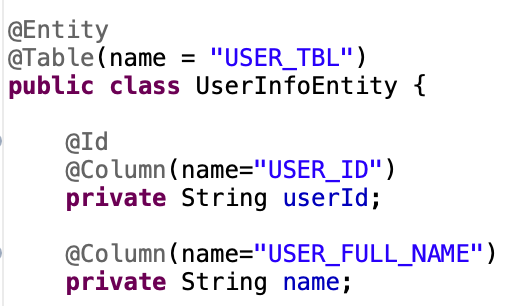 @Entity
@Table(name = "USER_TBL")
public class UserInfoEntity {
@Id
@Column(name="USER_ID")
private String userId;
@Column(name="USER_FULL_NAME")
private String name;